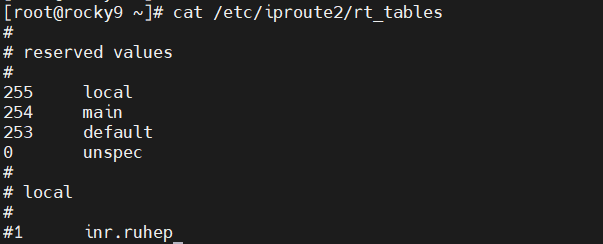 [root@rocky9 ~]# cat /etc/iproute2/rt_tables
#
# reserved values
#
255     local
254     main
253     default
0       unspec
#
# local
#
#1      inr.ruhep